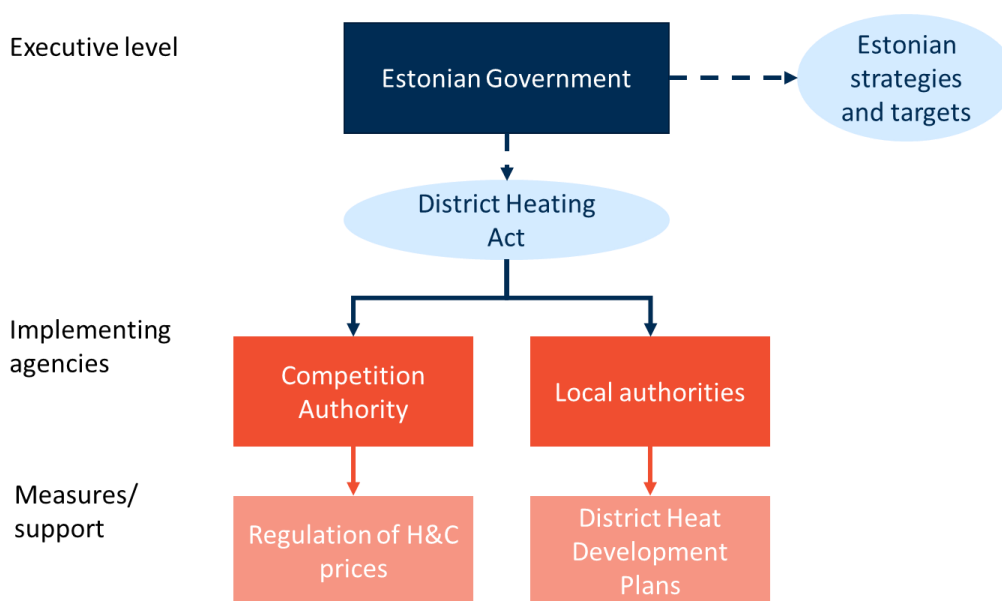 Executive level
Estonian Government
Estonian
strategies
and targets
District Heating
Act
Implementing
agencies
Competition
Authority
Local authorities
Measures/
support
Regulation of H&C
prices
District Heat
Development
Plans